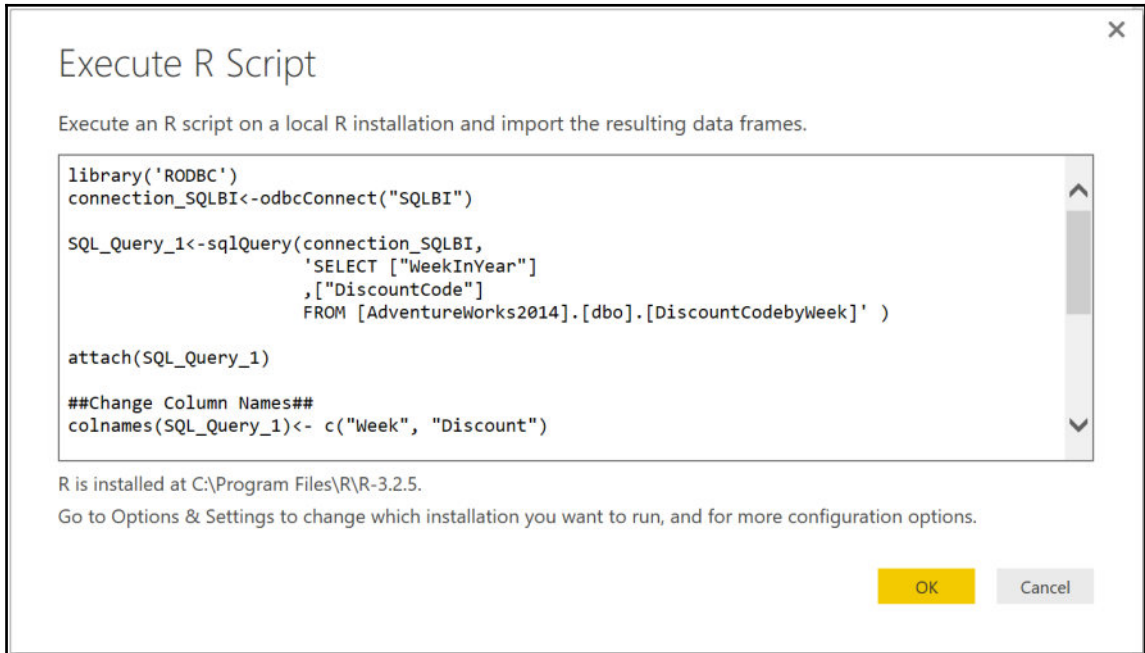 Execute R Script
Execute an R script on a local R installation and import the resulting data frames.
library('RODBC')
connection_SQLBI<-odbcConnect("SQLBI")
SQL_Query_1<-sqlQuery(connection_SQLBI,
'SELECT ["WeekInYear"]
,["DiscountCode"]
FROM [AdventureWorks2014].[dbo].[DiscountCodebyWeek]' )
attach(SQL_Query_1)
##Change Column Names##
colnames(SQL_Query_1)<- c("Week", "Discount")
R is installed at C:\Program Files\R\R-3.2.5.
Go to Options & Settings to change which installation you want to run, and for more configuration options.
OK Cancel